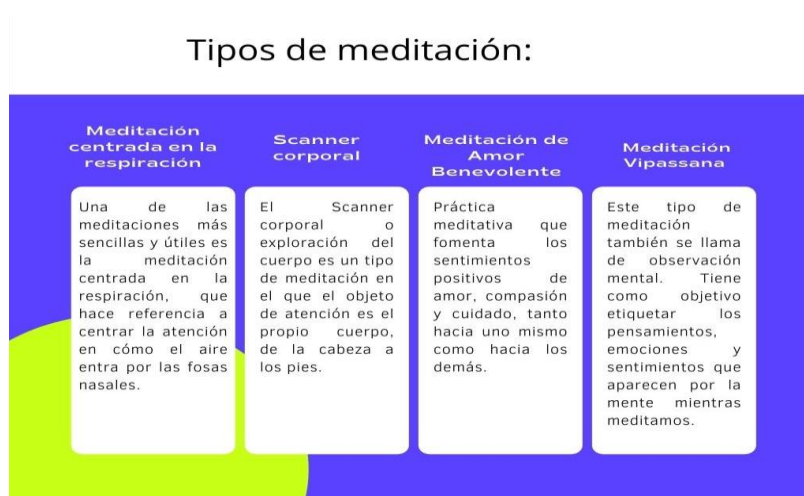 Tipos de meditación:
Meditación
centrada en la
respiración
Una de las
meditaciones más
sencillas y útiles es
la meditación
centrada en la
respiración, que
hace referencia a
centrar la atención
en cómo el aire
entra por las fosas
nasales.
Scanner
corporal
El Scanner
corporal o
exploración del
cuerpo es un tipo
de meditación en
el que el objeto
de atención es el
propio cuerpo,
de la cabeza a
los pies.
Meditación de
Amor
Benevolente
Práctica
meditativa que
fomenta los
sentimientos
positivos de
amor, compasión
y cuidado, tanto
hacia uno mismo
como hacia los
demás.
Meditación
Vipassana
Este tipo de
meditación
también se llama
de observación
mental. Tiene
como objetivo
etiquetar los
pensamientos,
emociones y
sentimientos que
aparecen por la
mente mientras
meditamos.